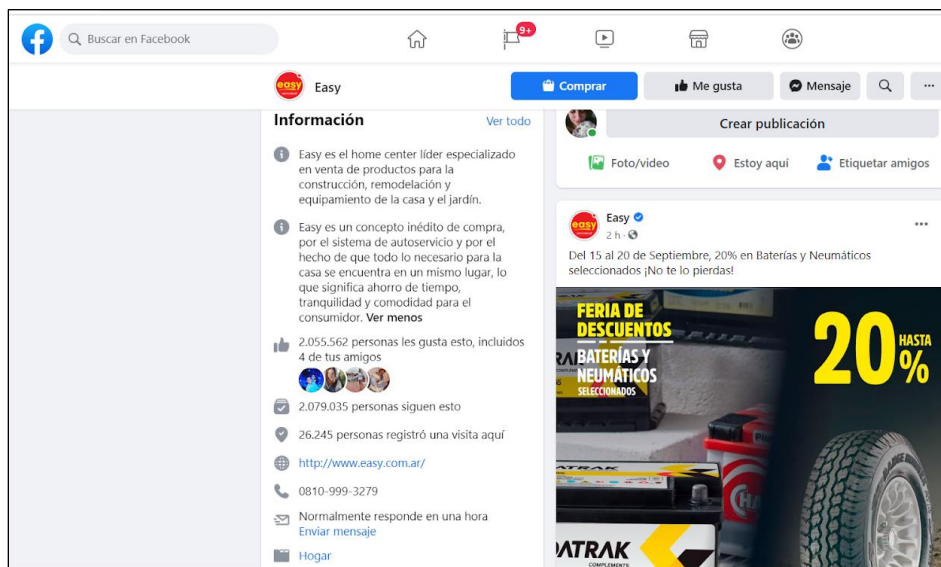 Buscar en Facebook
9+
easy
Easy
Comprar
Me gusta
Mensaje
Información
Ver todo
Easy es el home center líder especializado
en venta de productos para la
construcción, remodelación y
equipamiento de la casa y el jardín.
Easy es un concepto inédito de compra,
por el sistema de autoservicio y por el
hecho de que todo lo necesario para la
casa se encuentra en un mismo lugar, lo
que significa ahorro de tiempo,
tranquilidad y comodidad para el
consumidor. Ver menos
2.055.562 personas les gusta esto, incluidos
4 de tus amigos
2.079.035 personas siguen esto
26.245 personas registró una visita aquí
http://www.easy.com.ar/
0810-999-3279
Normalmente responde en una hora
Enviar mensaje
Hogar
Crear publicación
Foto/video
Estoy aquí
Etiquetar amigos
easy
Easy
2 h
Del 15 al 20 de Septiembre, 20% en Baterías y Neumáticos
seleccionados ¡No te lo pierdas!
FERIA DE
DESCUENTOS
BATERÍAS Y
NEUMÁTICOS
SELECCIONADOS
HASTA
20%
DATRAK
COMPLEMENTS